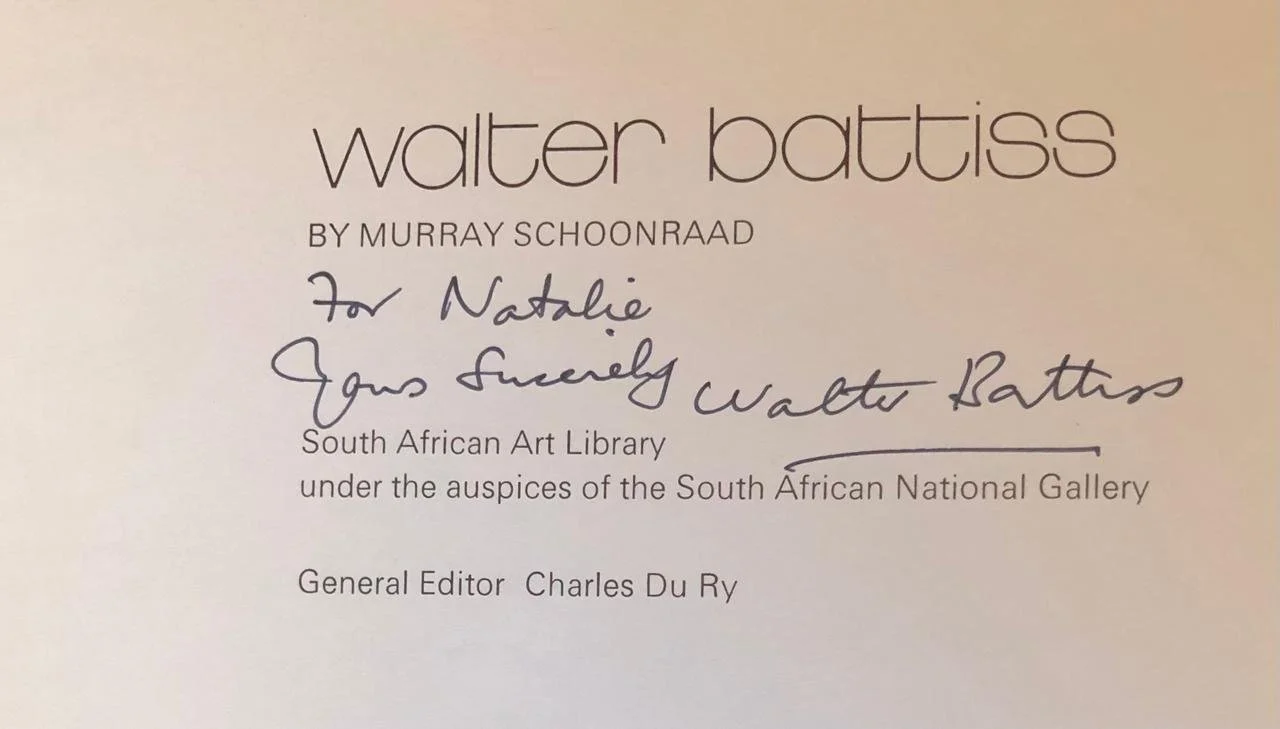 walter battiss
BY MURRAY SCHOONRAAD
For Natalie
Yours Sincerely Walter Battiss
South African Art Library
under the auspices of the South African National Gallery
General Editor Charles Du Ry